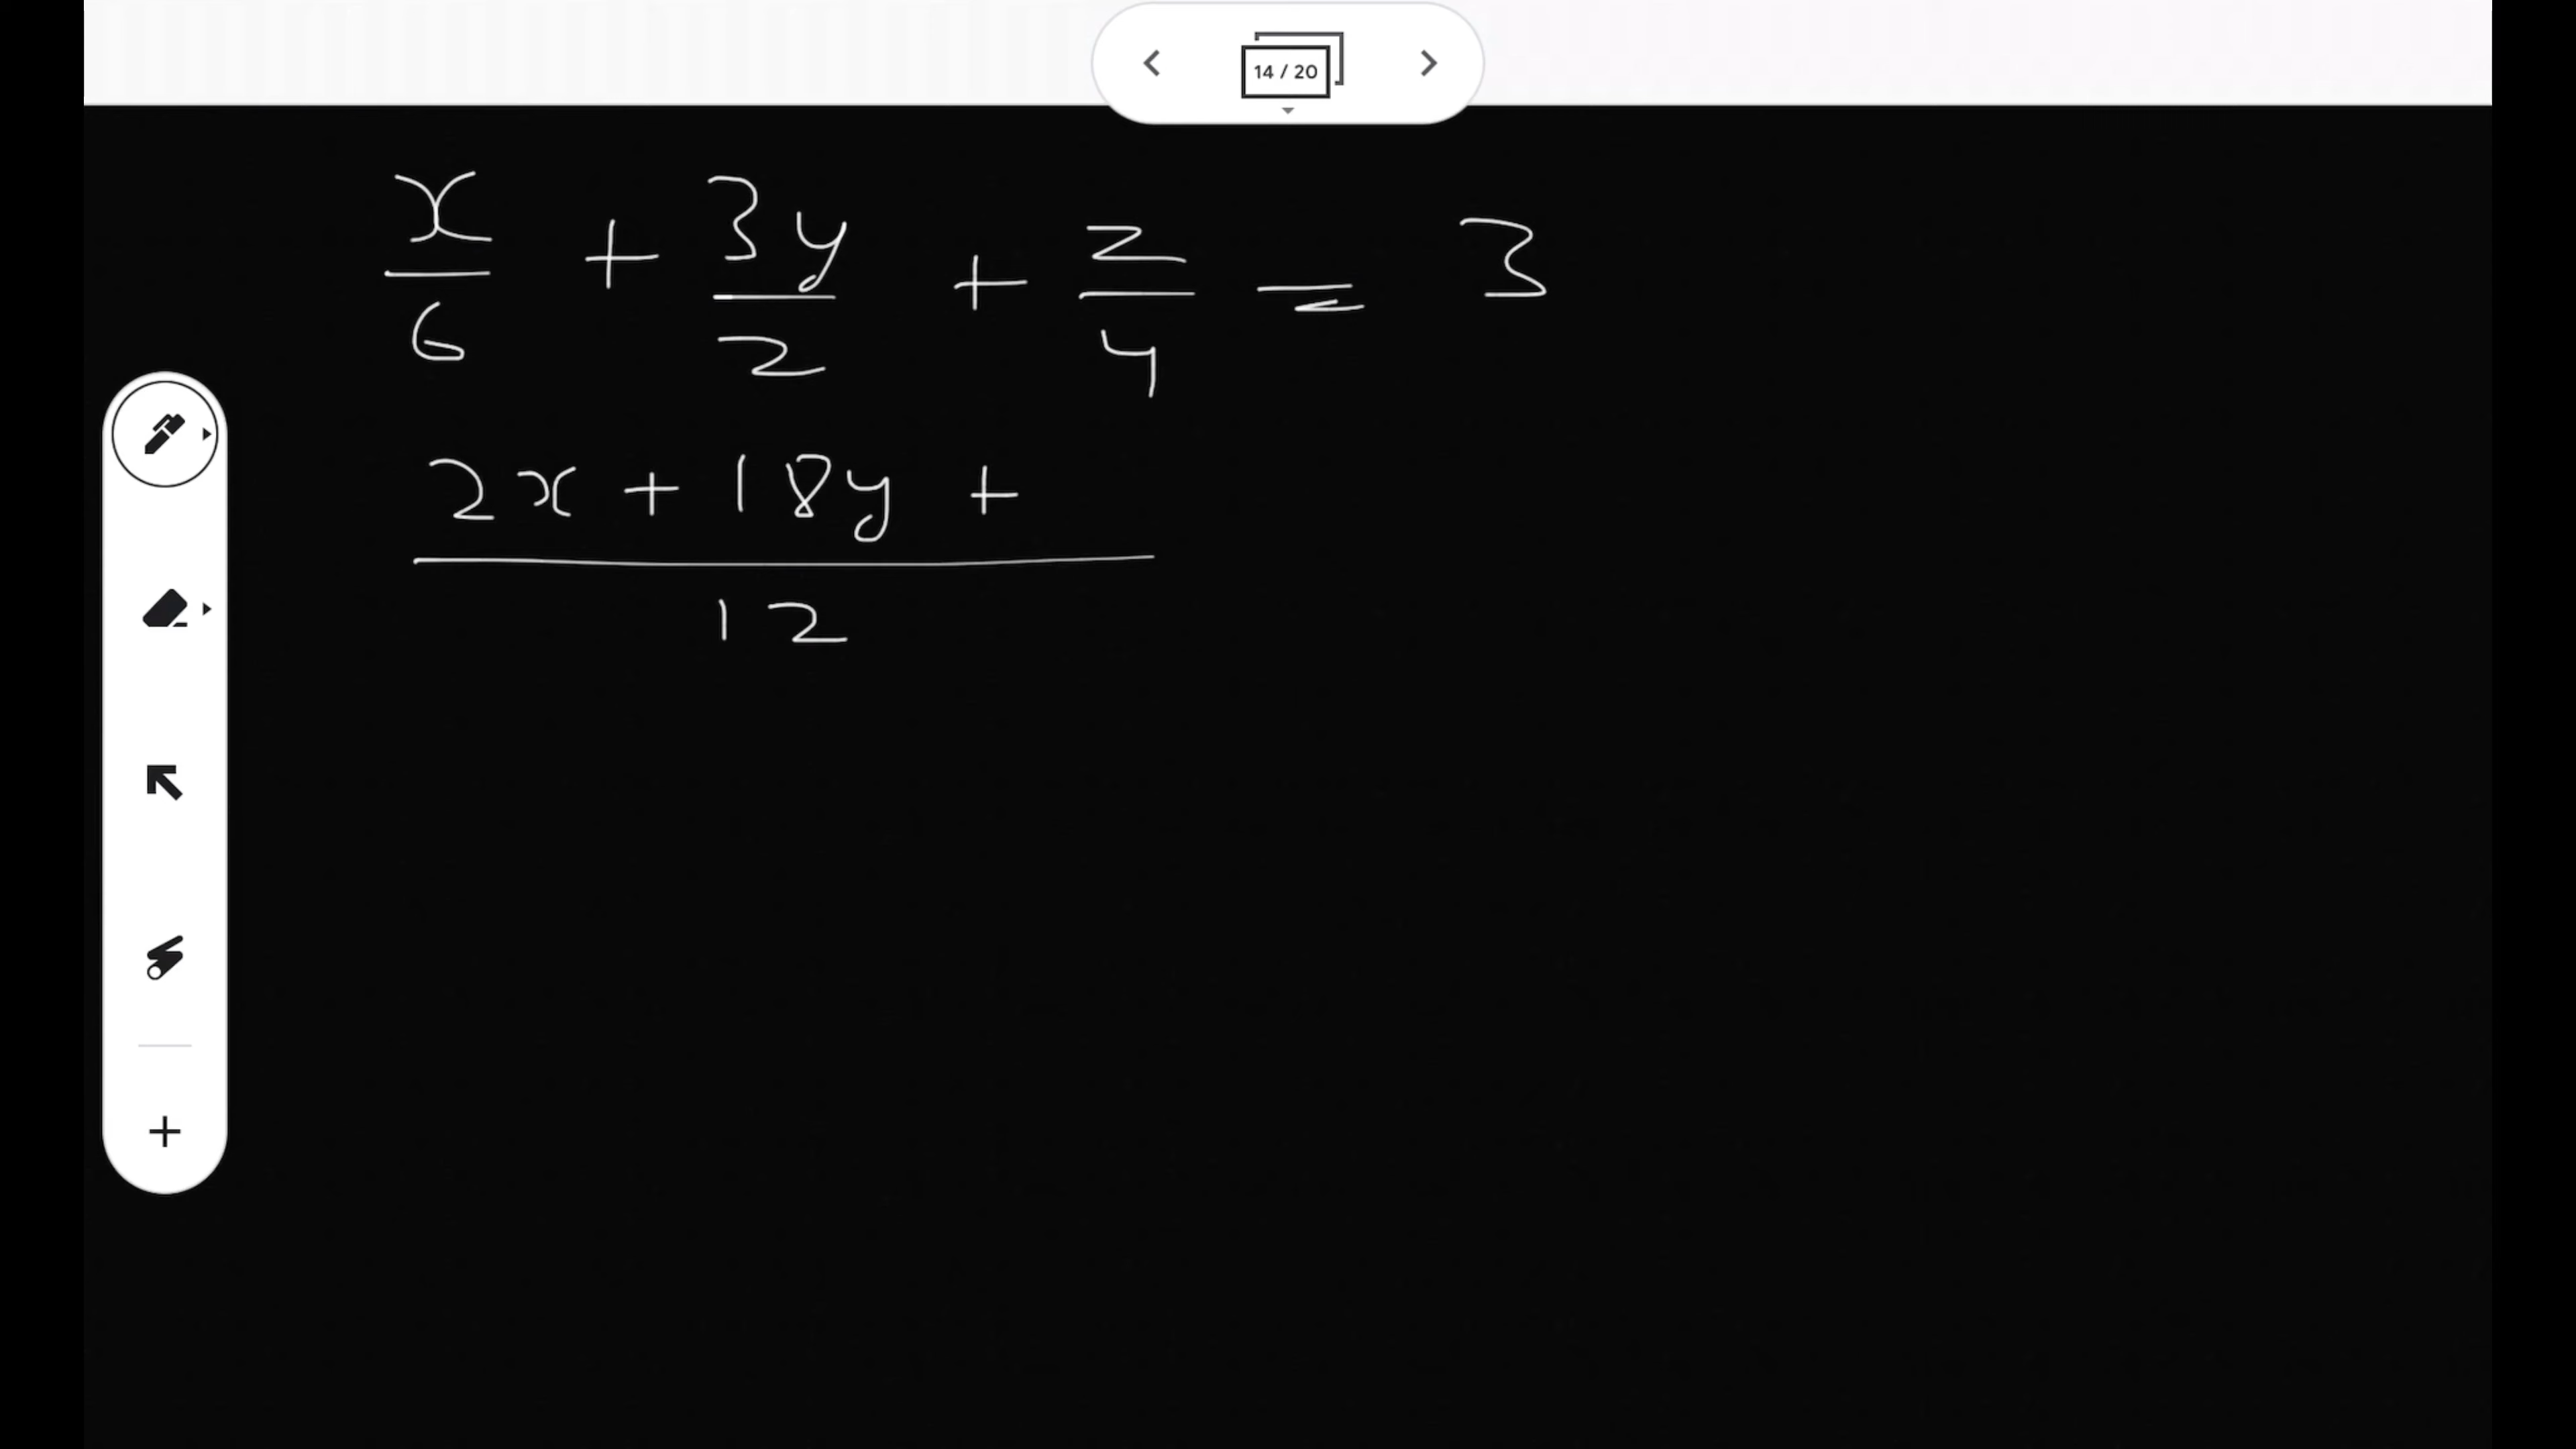 14 / 20
x/6 + 3y/2 + z/4 = 3
2x + 18y +
12